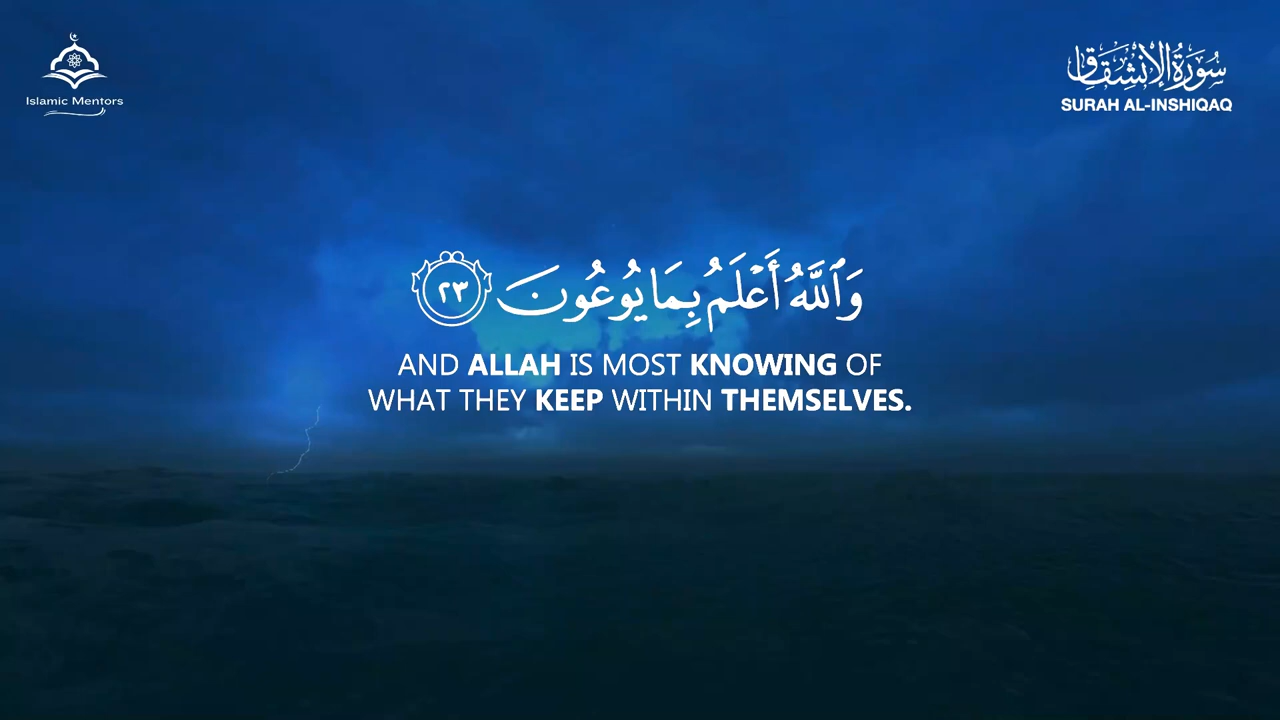 Islamic Mentors
سُورَةُ الإِنْشِقَاق
SURAH AL-INSHIQAQ
وَٱللَّهُ أَعْلَمُ بِمَا يُوعُونَ ٢٣
AND ALLAH IS MOST KNOWING OF
WHAT THEY KEEP WITHIN THEMSELVES.